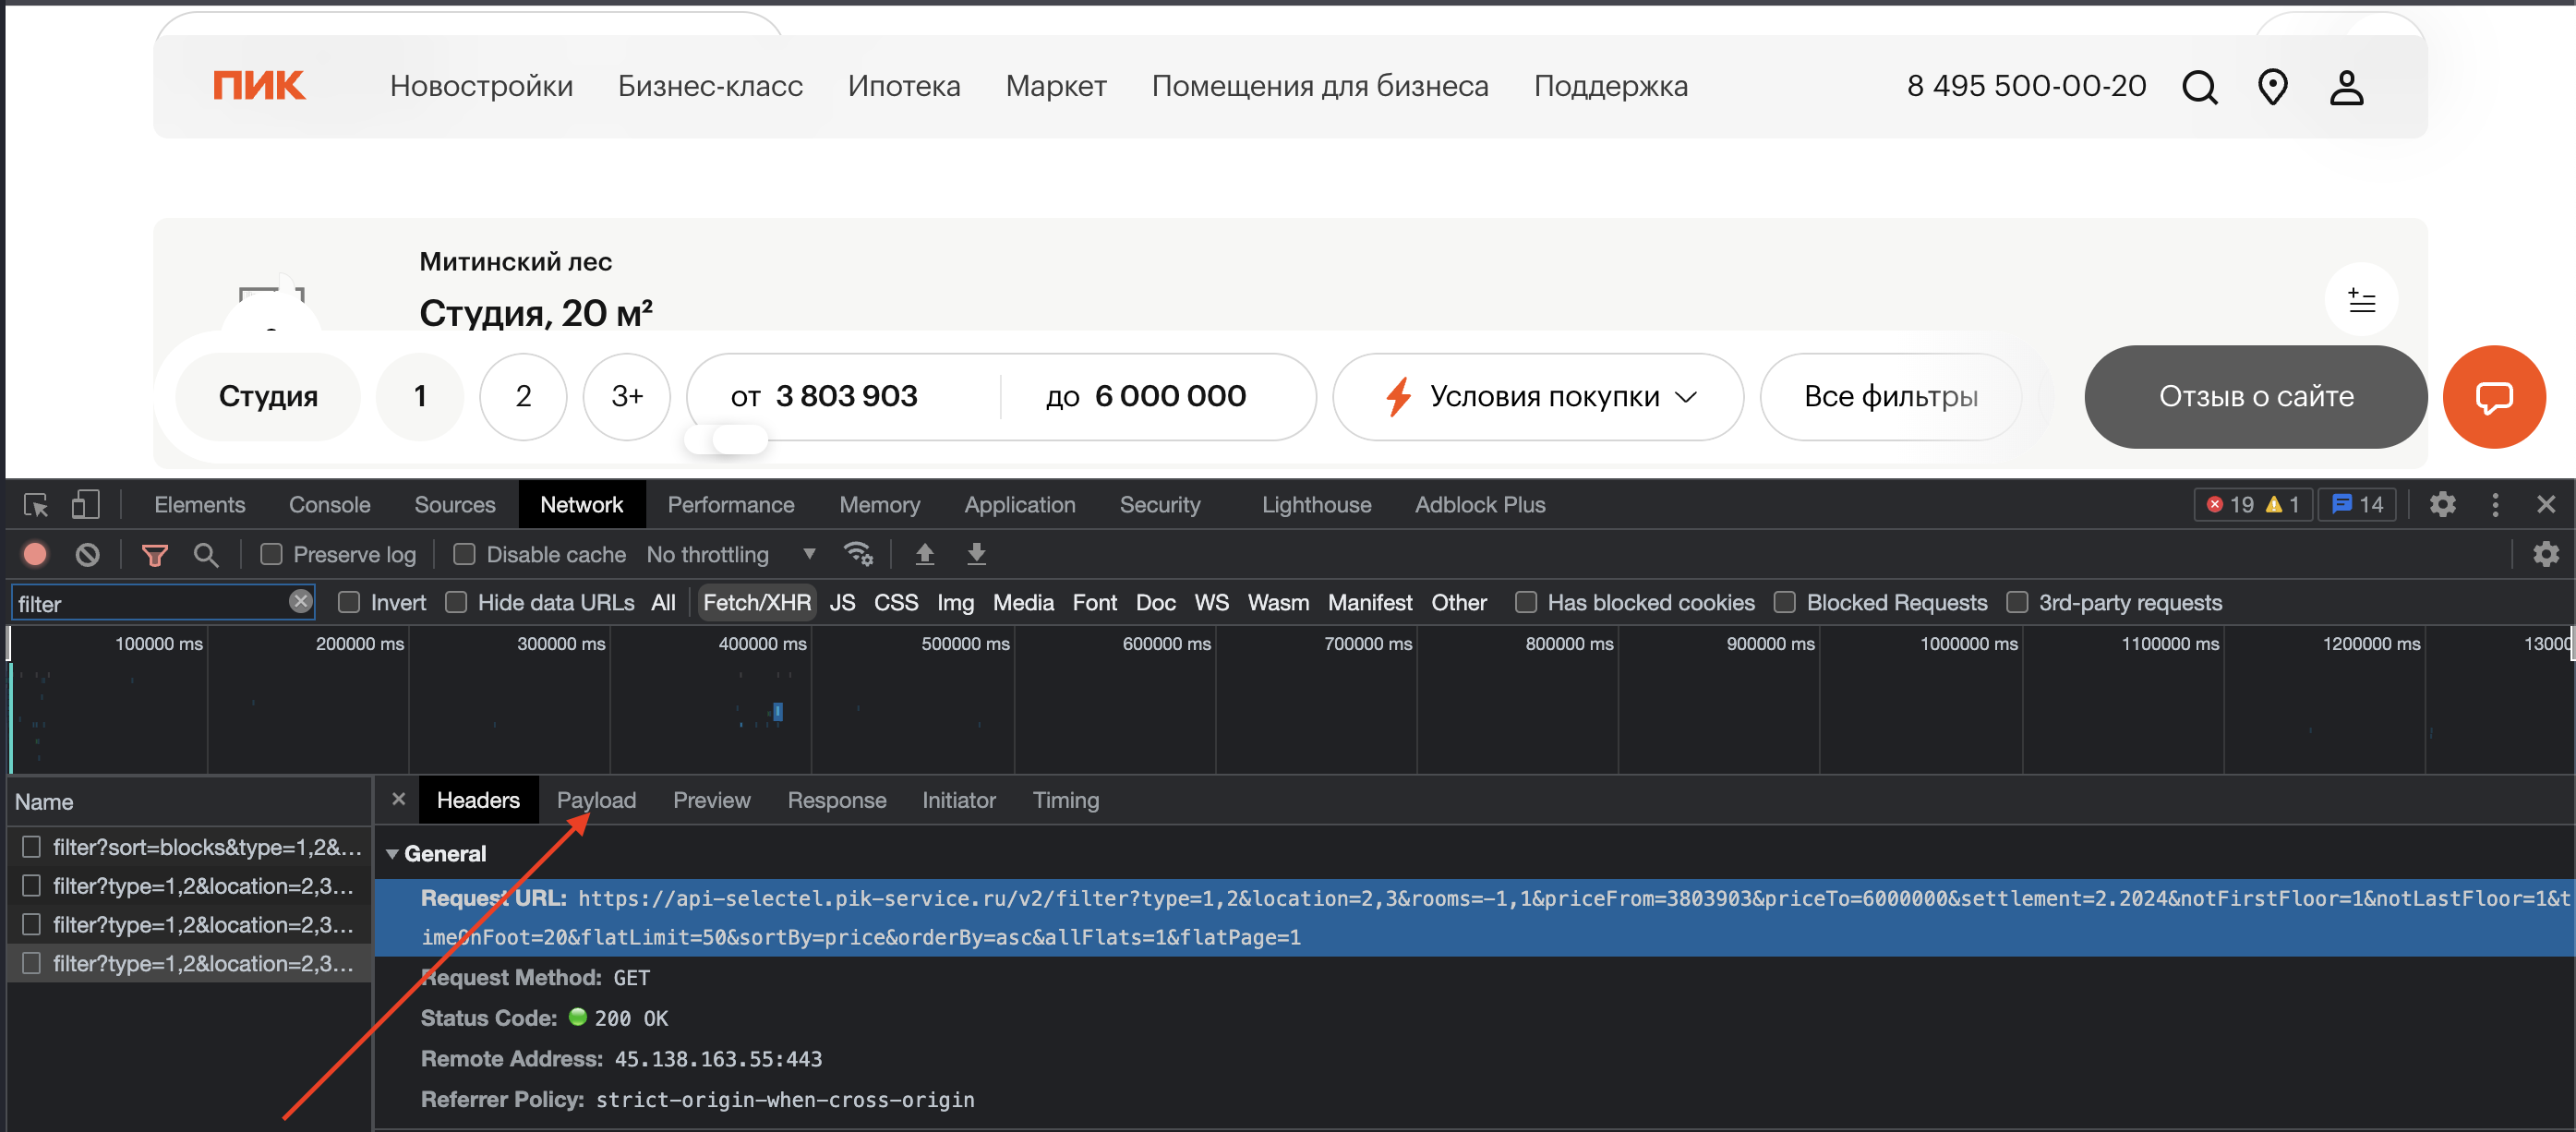 ПИК Новостройки Бизнес-класс Ипотека Маркет Помещения для бизнеса Поддержка 8 495 500-00-20
Митинский лес
Студия, 20 м²
Студия 1 2 3+ от 3 803 903 до 6 000 000 Условия покупки Все фильтры Отзыв о сайте
Elements Console Sources Network Performance Memory Application Security Lighthouse Adblock Plus 19 1 14
Preserve log Disable cache No throttling
filter Invert Hide data URLs All Fetch/XHR JS CSS Img Media Font Doc WS Wasm Manifest Other Has blocked cookies Blocked Requests 3rd-party requests
100000 ms 200000 ms 300000 ms 400000 ms 500000 ms 600000 ms 700000 ms 800000 ms 900000 ms 1000000 ms 1100000 ms 1200000 ms 13000
Name Headers Payload Preview Response Initiator Timing
filter?sort=blocks&type=1,2&...
filter?type=1,2&location=2,3...
filter?type=1,2&location=2,3...
filter?type=1,2&location=2,3...
General
Request URL: https://api-selectel.pik-service.ru/v2/filter?type=1,2&location=2,3&rooms=-1,1&priceFrom=3803903&priceTo=6000000&settlement=2.2024&notFirstFloor=1&notLastFloor=1&t
imeOnFoot=20&flatLimit=50&sortBy=price&orderBy=asc&allFlats=1&flatPage=1
Request Method: GET
Status Code: 200 OK
Remote Address: 45.138.163.55:443
Referrer Policy: strict-origin-when-cross-origin